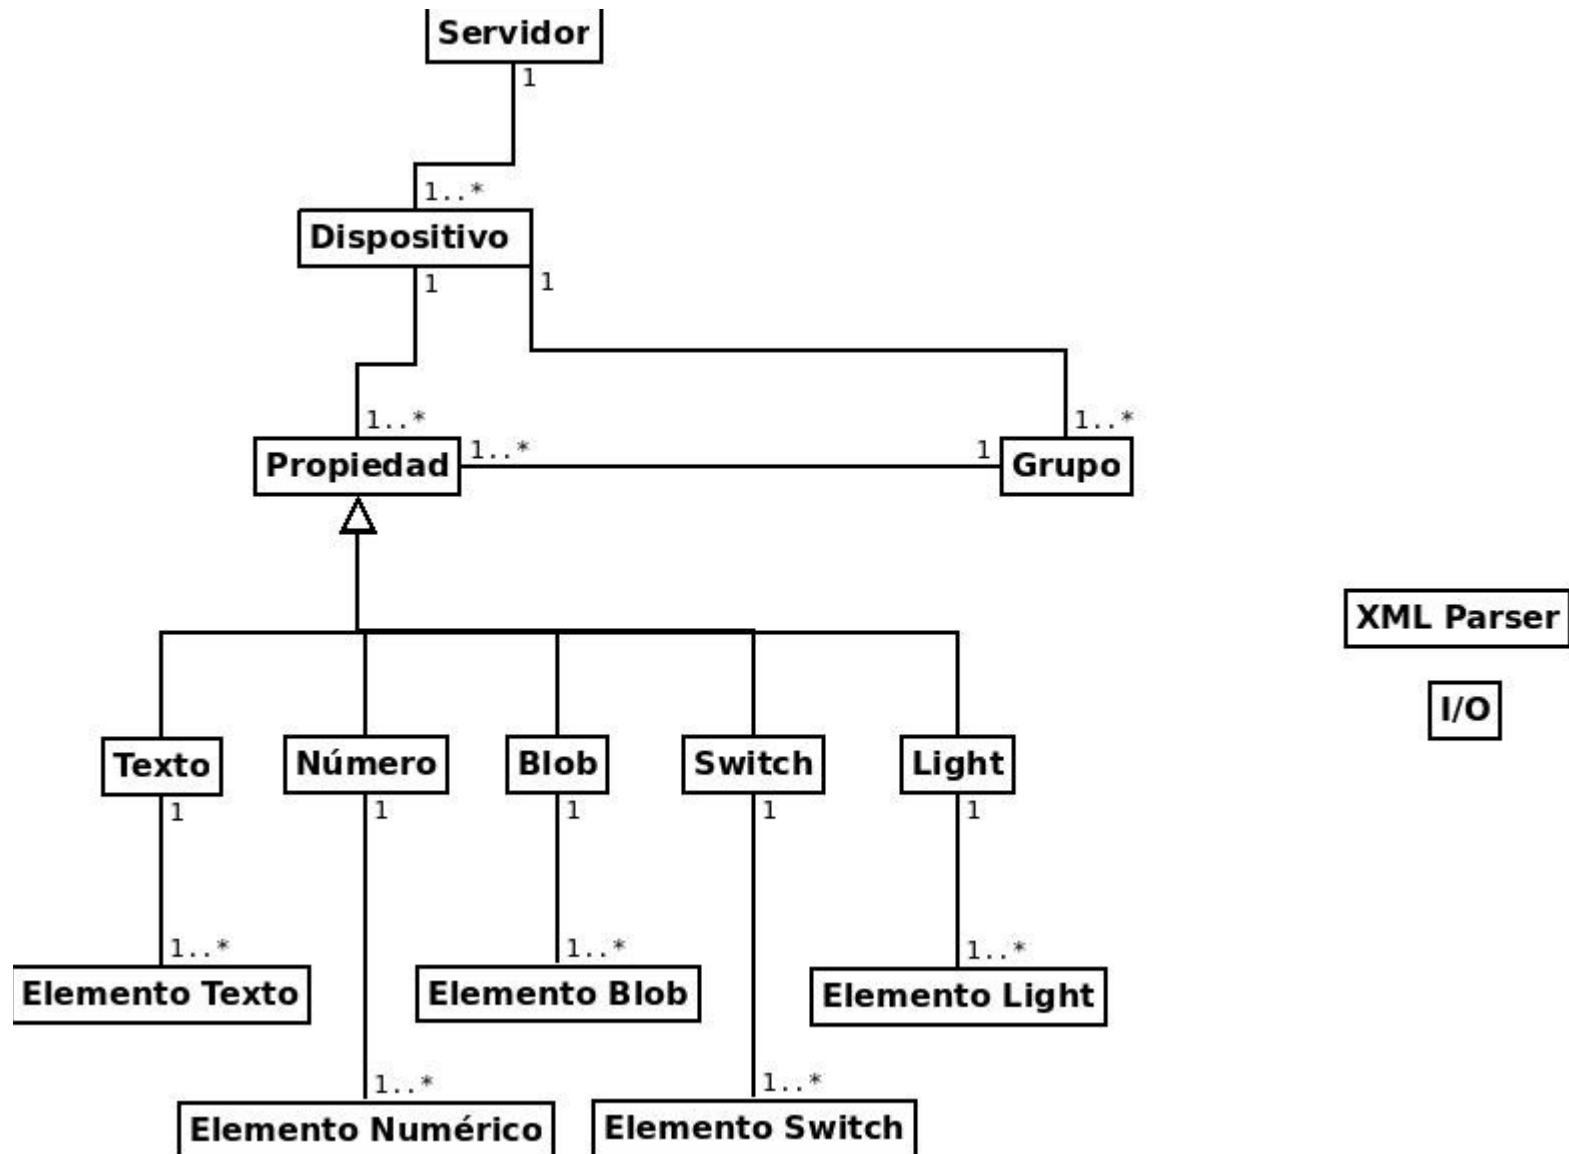 Servidor
1
1..*
Dispositivo
1
1
1..*
1..*
1..*
1
Propiedad
Grupo
XML Parser
I/O
Texto
Número
Blob
Switch
Light
1
1
1
1
1
1..*
1..*
1..*
Elemento Texto
Elemento Blob
Elemento Light
1..*
1..*
Elemento Numérico
Elemento Switch